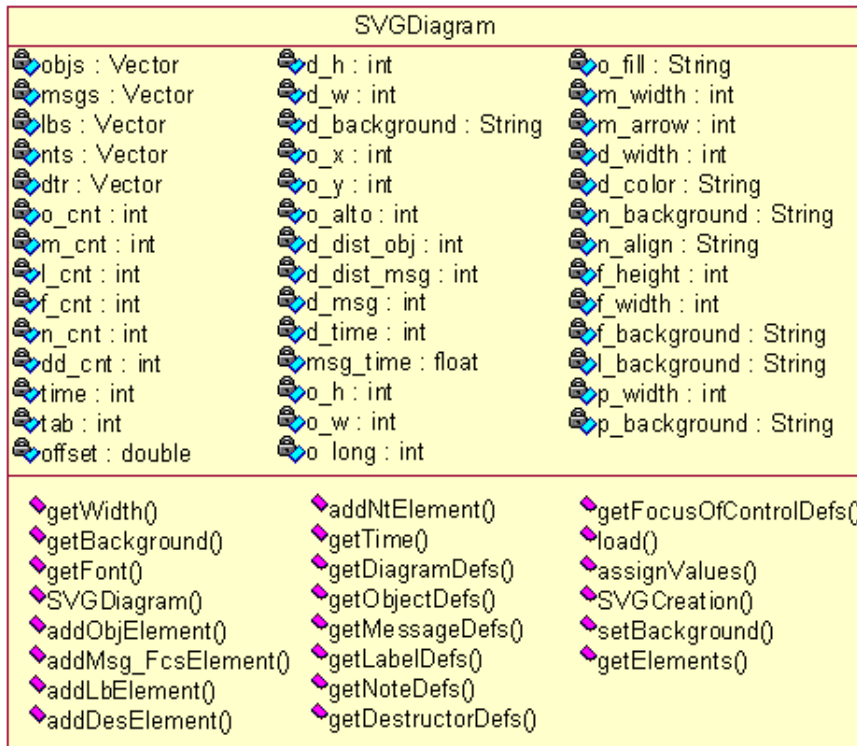 SVGDiagram
objs : Vector
msgs : Vector
lbs : Vector
nts : Vector
dtr : Vector
o_cnt : int
m_cnt : int
l_cnt : int
f_cnt : int
n_cnt : int
dd_cnt : int
time : int
tab : int
offset : double
d_h : int
d_w : int
d_background : String
o_x : int
o_y : int
o_alto : int
d_dist_obj : int
d_dist_msg : int
d_msg : int
d_time : int
msg_time : float
o_h : int
o_w : int
o_long : int
o_fill : String
m_width : int
m_arrow : int
d_width : int
d_color : String
n_background : String
n_align : String
f_height : int
f_width : int
f_background : String
l_background : String
p_width : int
p_background : String
getWidth()
getBackground()
getFont()
SVGDiagram()
addObjElement()
addMsg_FcsElement()
addLbElement()
addDesElement()
addNtElement()
getTime()
getDiagramDefs()
getObjectDefs()
getMessageDefs()
getLabelDefs()
getNoteDefs()
getDestructorDefs()
getFocusOfControlDefs()
load()
assignValues()
SVGCreation()
setBackground()
getElements()